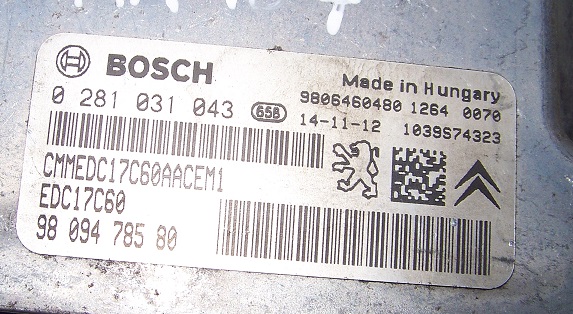 BOSCH
Made in Hungary
0 281 031 043 65B 9806460480 1264 0070
14-11-12 1039S74323
CMMEDC17C60AACEM1
EDC17C60
98 094 785 80